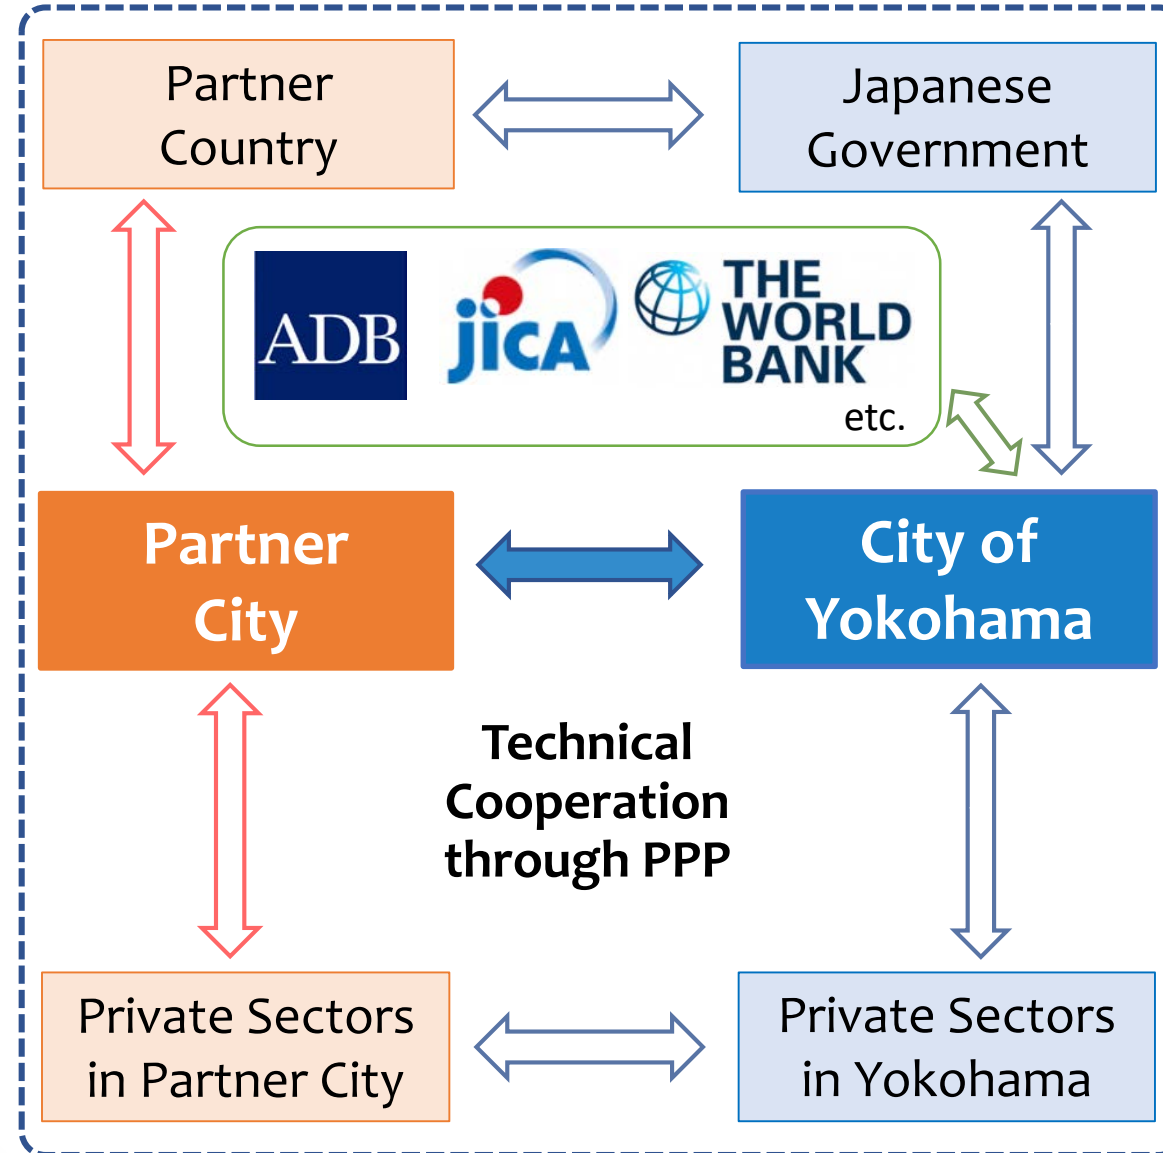 Partner
Country
Japanese
Government
ADB
jica
THE
WORLD
BANK
etc.
Partner
City
City of
Yokohama
Technical
Cooperation
through PPP
Private Sectors
in Partner City
Private Sectors
in Yokohama